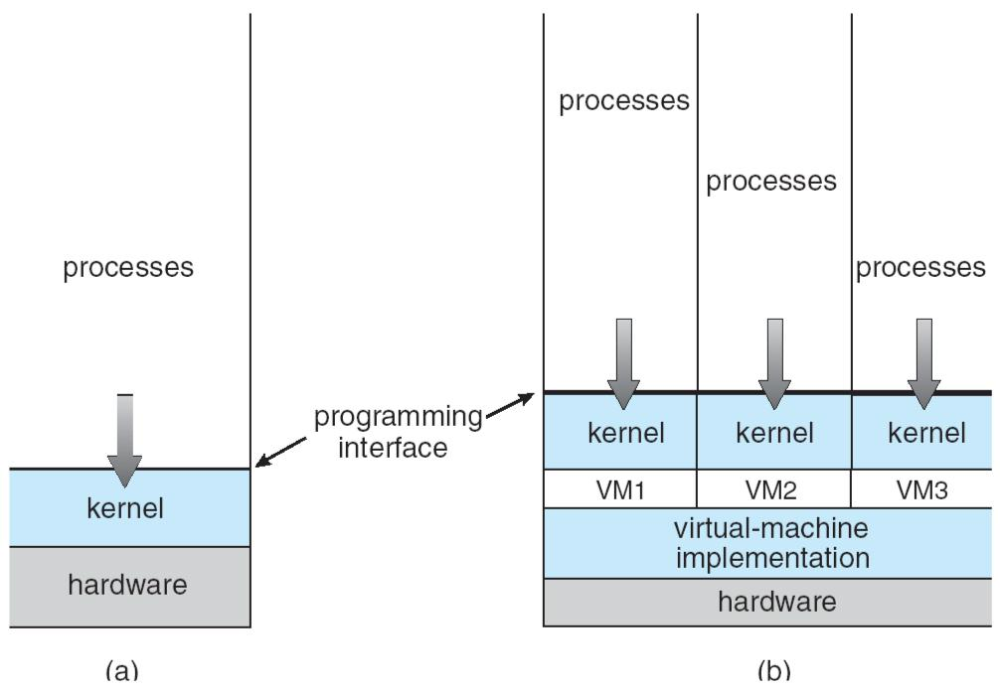 processes
kernel
hardware
(a)
programming
interface
processes
processes
processes
kernel
kernel
kernel
VM1
VM2
VM3
virtual-machine
implementation
hardware
(b)